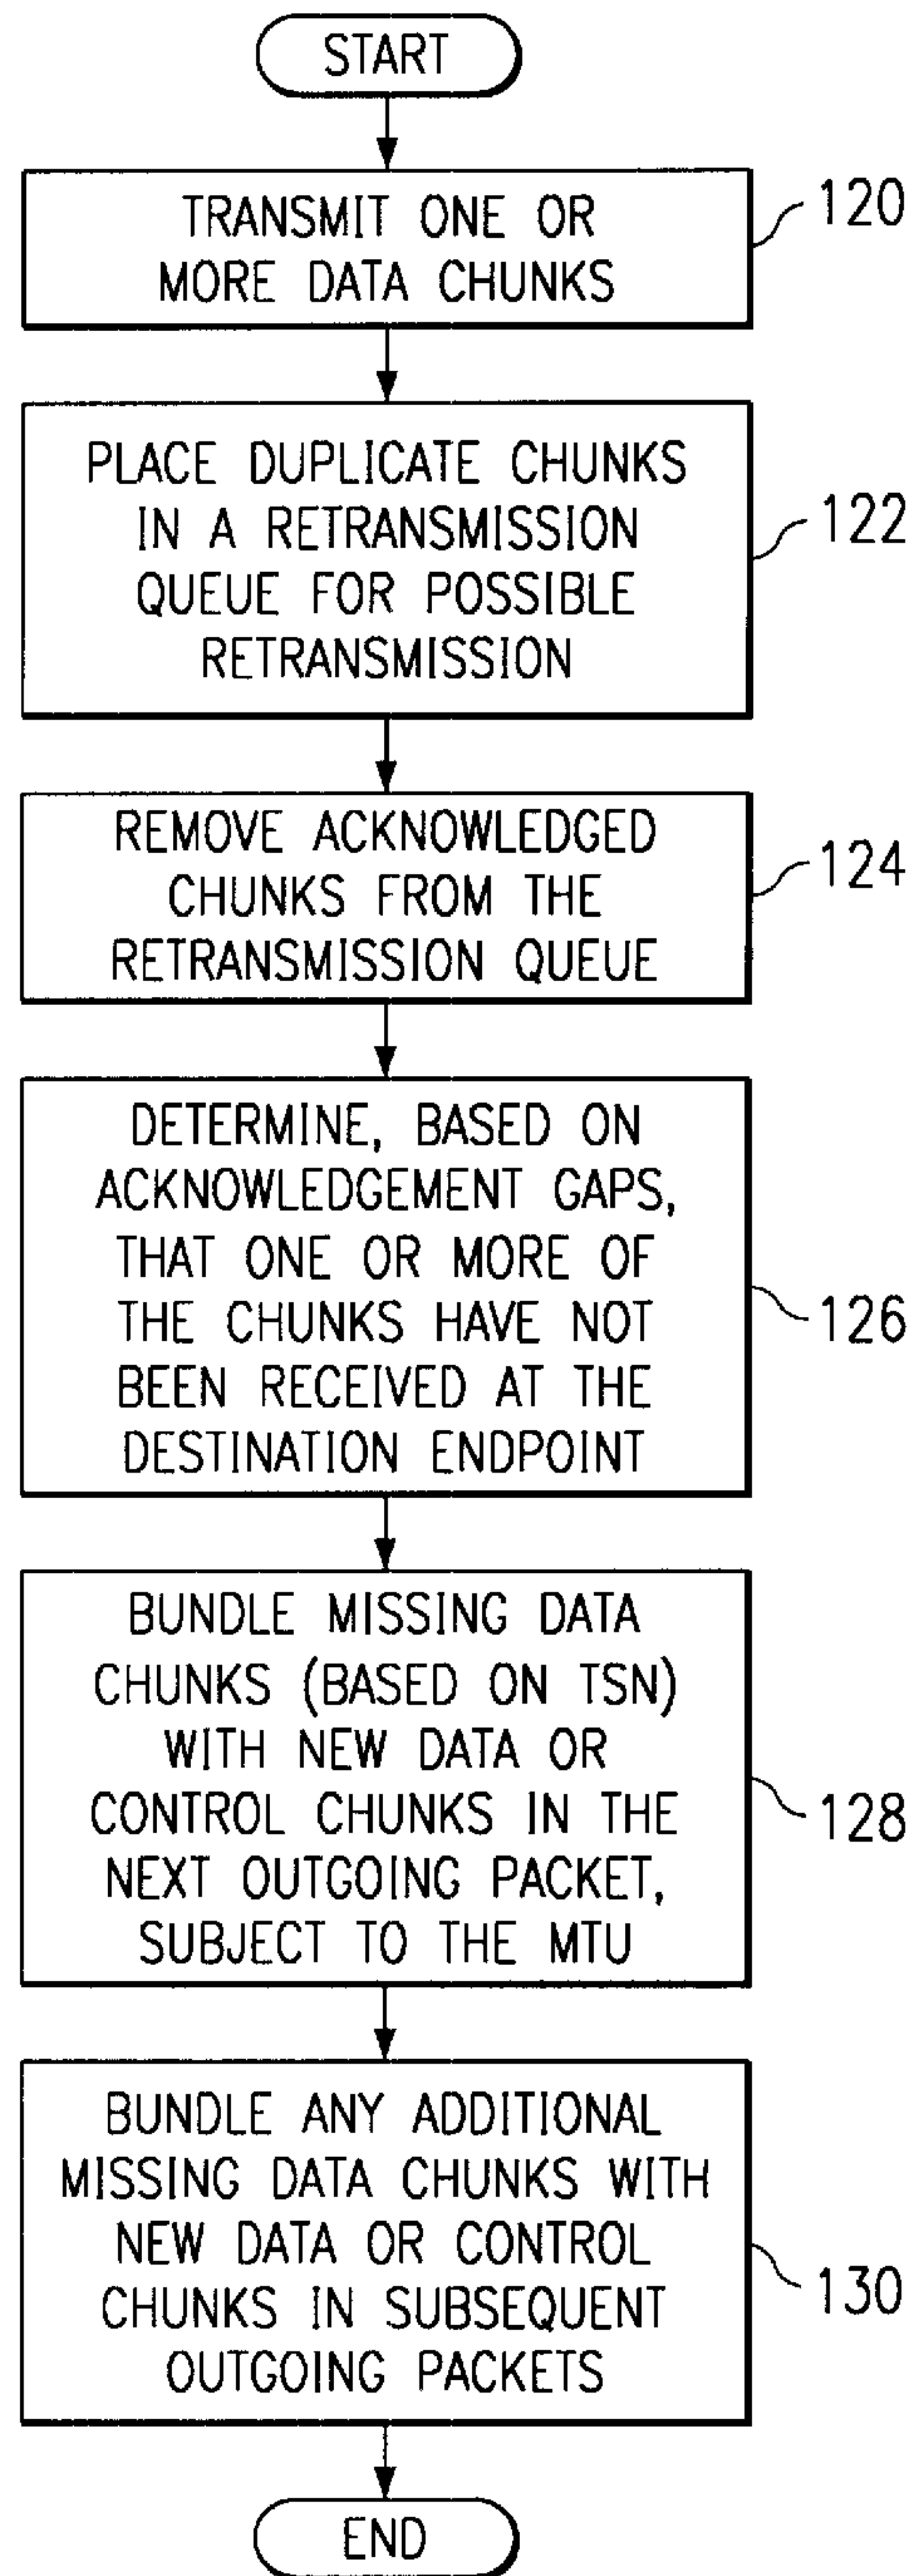 START
TRANSMIT ONE OR
MORE DATA CHUNKS
120
PLACE DUPLICATE CHUNKS
IN A RETRANSMISSION
QUEUE FOR POSSIBLE
RETRANSMISSION
122
REMOVE ACKNOWLEDGED
CHUNKS FROM THE
RETRANSMISSION QUEUE
124
DETERMINE, BASED ON
ACKNOWLEDGEMENT GAPS,
THAT ONE OR MORE OF
THE CHUNKS HAVE NOT
BEEN RECEIVED AT THE
DESTINATION ENDPOINT
126
BUNDLE MISSING DATA
CHUNKS (BASED ON TSN)
WITH NEW DATA OR
CONTROL CHUNKS IN THE
NEXT OUTGOING PACKET,
SUBJECT TO THE MTU
128
BUNDLE ANY ADDITIONAL
MISSING DATA CHUNKS WITH
NEW DATA OR CONTROL
CHUNKS IN SUBSEQUENT
OUTGOING PACKETS
130
END